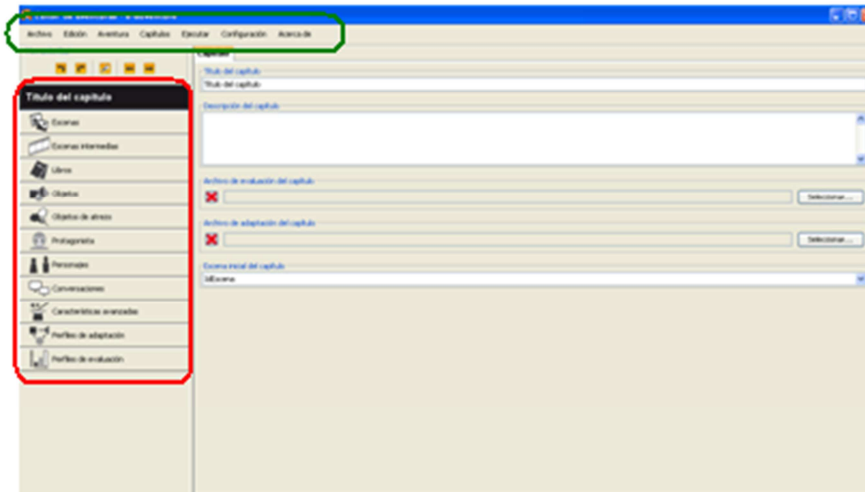 Archivo Edición Aventura Capítulos Ejecutar Configuración Acerca de
Capítulo
Título del capítulo
Título del capítulo
Título del capítulo
Descripción del capítulo
Escenas
Escenas intermedias
Libros
Objetos
Objetos de atrezo
Protagonista
Personajes
Conversaciones
Características avanzadas
Perfiles de adaptación
Perfiles de evaluación
Archivo de evaluación del capítulo
Seleccionar...
Archivo de adaptación del capítulo
Seleccionar...
Escena inicial del capítulo
IdEscena